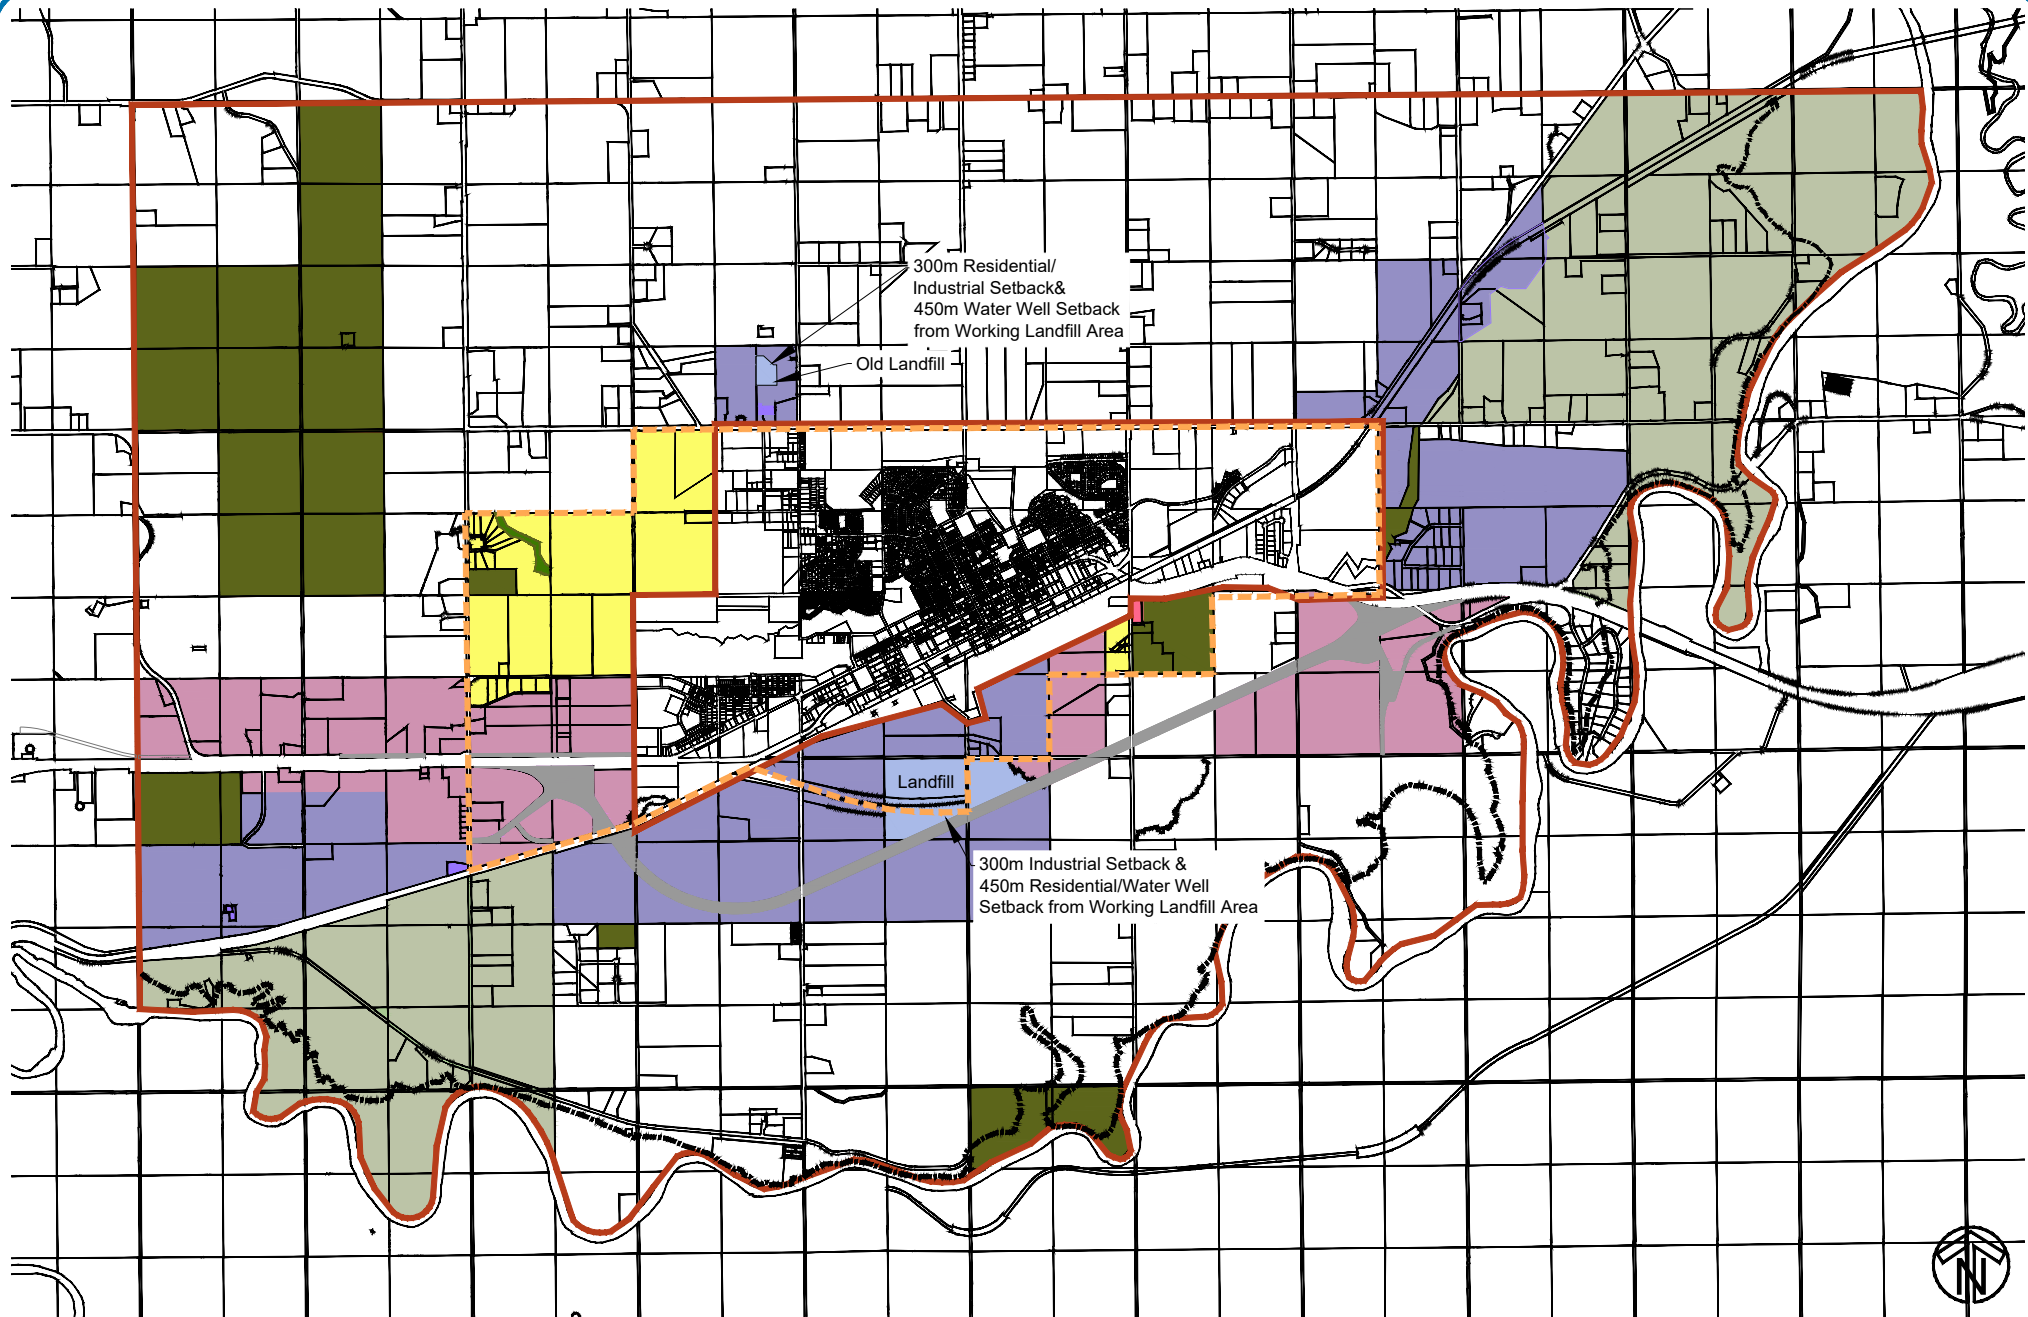 300m Residential/
Industrial Setback&
450m Water Well Setback
from Working Landfill Area
Old Landfill
Landfill
300m Industrial Setback &
450m Residential/Water Well
Setback from Working Landfill Area
N